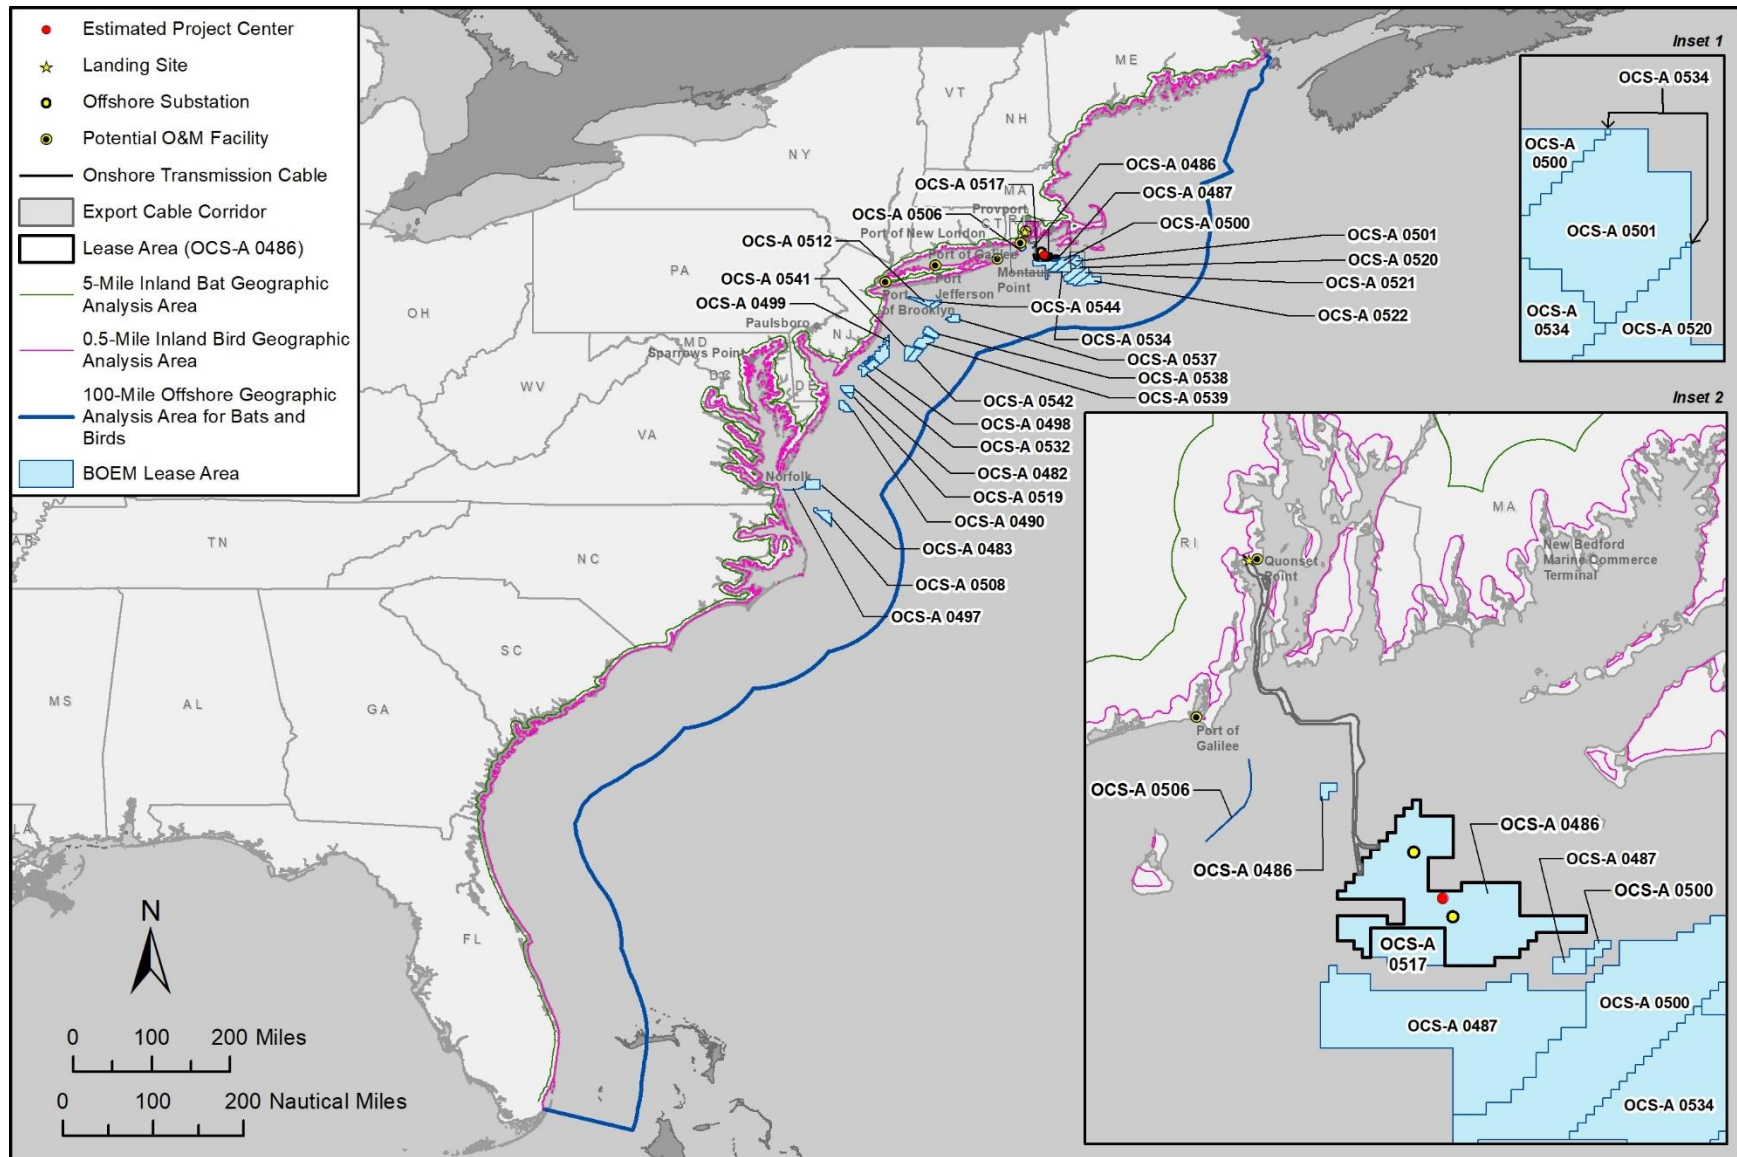 Estimated Project Center
Landing Site
Offshore Substation
Potential O&M Facility
Onshore Transmission Cable
Export Cable Corridor
Lease Area (OCS-A 0486)
5-Mile Inland Bat Geographic
Analysis Area
0.5-Mile Inland Bird Geographic
Analysis Area
100-Mile Offshore Geographic
Analysis Area for Bats and
Birds
BOEM Lease Area
ME
VT
NH
NY
MA
CT
PA
OH
NJ
MD
DE
DC
WV
VA
TN
NC
SC
MS
AL
GA
FL
LA
AR
OCS-A 0486
OCS-A 0517
OCS-A 0487
OCS-A 0506
OCS-A 0500
OCS-A 0512
OCS-A 0501
OCS-A 0520
OCS-A 0541
OCS-A 0521
OCS-A 0499
OCS-A 0544
OCS-A 0522
OCS-A 0534
OCS-A 0537
OCS-A 0538
OCS-A 0539
OCS-A 0542
OCS-A 0498
OCS-A 0532
OCS-A 0482
OCS-A 0519
OCS-A 0490
OCS-A 0483
OCS-A 0508
OCS-A 0497
Provport
Port of New London
Port of Galilee
Montauk
Point
Port
Jefferson
Port
of Brooklyn
Paulsboro
Sparrows Point
Norfolk
N
0 100 200 Miles
0 100 200 Nautical Miles
Inset 1
OCS-A 0534
OCS-A
0500
OCS-A 0501
OCS-A
0534
OCS-A 0520
Inset 2
RI
MA
Quonset
Point
New Bedford
Marine Commerce
Terminal
Port of
Galilee
OCS-A 0506
OCS-A 0486
OCS-A 0486
OCS-A 0487
OCS-A 0500
OCS-A
0517
OCS-A 0487
OCS-A 0500
OCS-A 0534